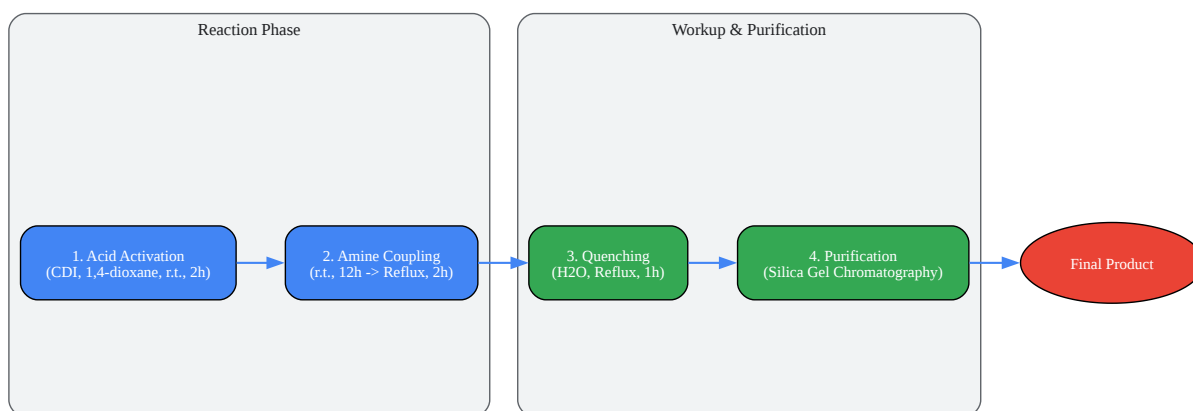 Reaction Phase
Workup & Purification
1. Acid Activation
(CDI, 1,4-dioxane, r.t., 2h)
2. Amine Coupling
(r.t., 12h -> Reflux, 2h)
3. Quenching
(H2O, Reflux, 1h)
4. Purification
(Silica Gel Chromatography)
Final Product